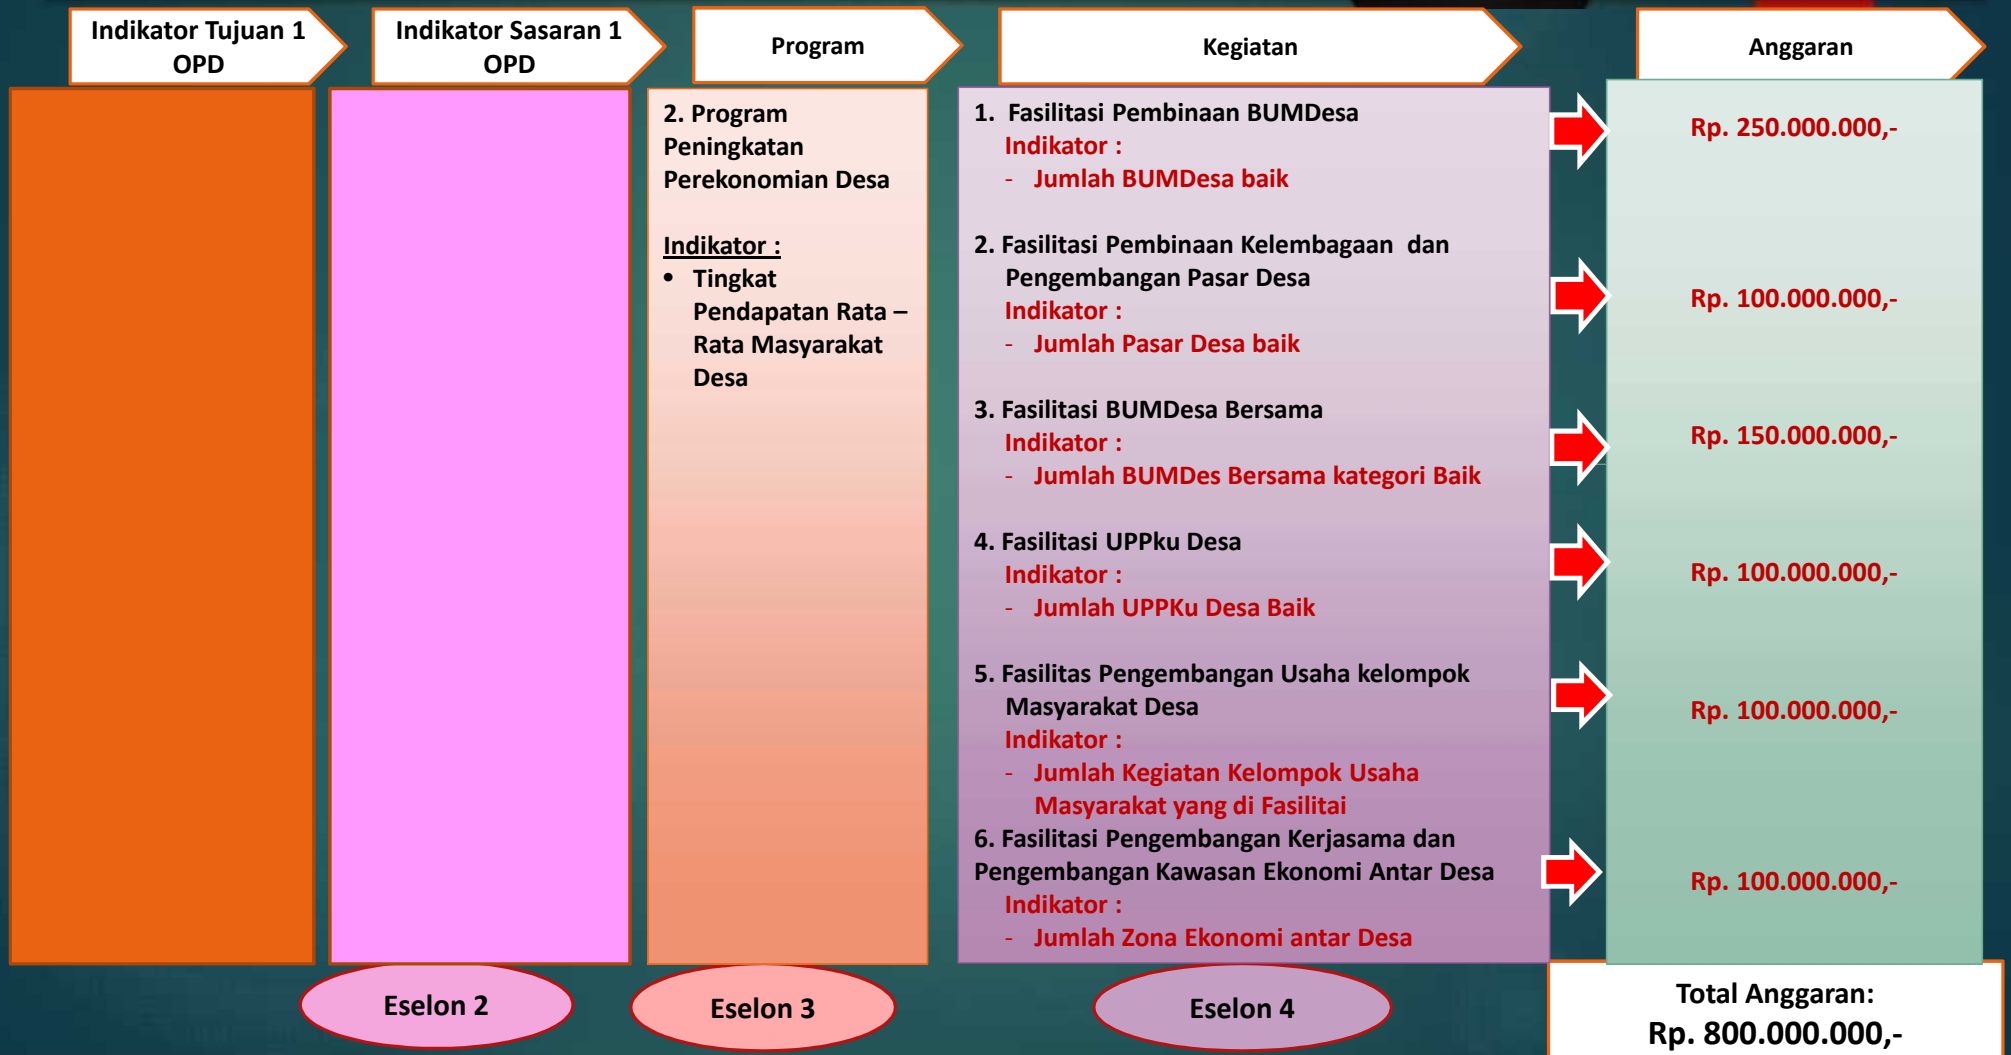 Indikator Tujuan 1
OPD
Indikator Sasaran 1
OPD
Program
Kegiatan
Anggaran
2. Program
Peningkatan
Perekonomian Desa
Indikator :
• Tingkat
Pendapatan Rata –
Rata Masyarakat
Desa
1. Fasilitasi Pembinaan BUMDesa
Indikator :
- Jumlah BUMDesa baik
2. Fasilitasi Pembinaan Kelembagaan dan
Pengembangan Pasar Desa
Indikator :
- Jumlah Pasar Desa baik
3. Fasilitasi BUMDesa Bersama
Indikator :
- Jumlah BUMDes Bersama kategori Baik
4. Fasilitasi UPPku Desa
Indikator :
- Jumlah UPPKu Desa Baik
5. Fasilitas Pengembangan Usaha kelompok
Masyarakat Desa
Indikator :
- Jumlah Kegiatan Kelompok Usaha
Masyarakat yang di Fasilitai
6. Fasilitasi Pengembangan Kerjasama dan
Pengembangan Kawasan Ekonomi Antar Desa
Indikator :
- Jumlah Zona Ekonomi antar Desa
Rp. 250.000.000,-
Rp. 100.000.000,-
Rp. 150.000.000,-
Rp. 100.000.000,-
Rp. 100.000.000,-
Rp. 100.000.000,-
Eselon 2
Eselon 3
Eselon 4
Total Anggaran:
Rp. 800.000.000,-